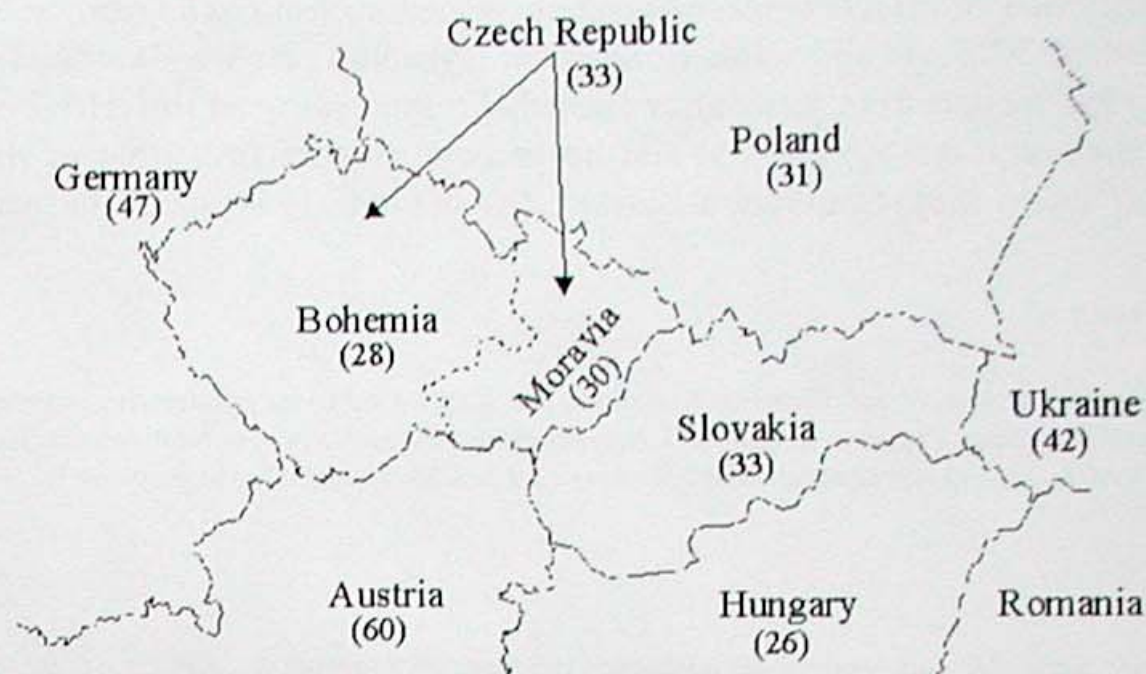 Czech Republic
(33)
Poland
(31)
Germany
(47)
Bohemia
(28)
Moravia
(30)
Slovakia
(33)
Ukraine
(42)
Austria
(60)
Hungary
(26)
Romania